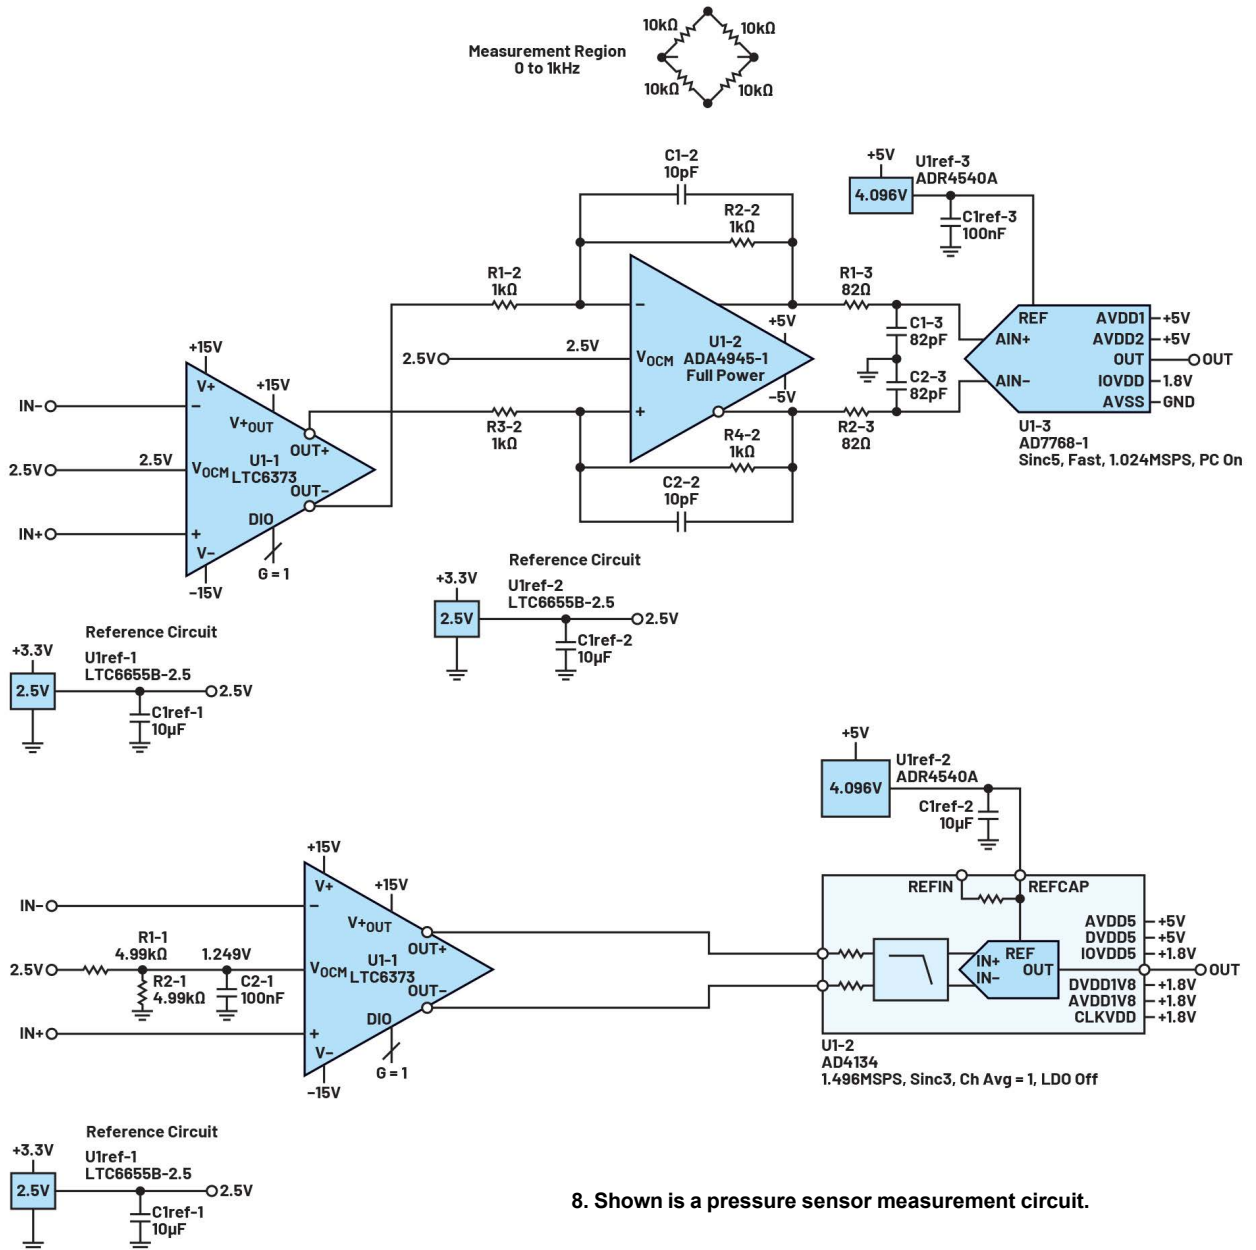 10kΩ
10kΩ
Measurement Region
0 to 1kHz
10kΩ
10kΩ
C1-2
10pF
R2-2
1kΩ
+5V
U1ref-3
ADR4540A
4.096V
C1ref-3
100nF
R1-2
1kΩ
R1-3
82Ω
−
+5V
C1-3
82pF
U1-2
ADA4945-1
Full Power
2.5V
2.5V
VOCM
C2-3
82pF
+
−5V
R3-2
1kΩ
R4-2
1kΩ
R2-3
82Ω
C2-2
10pF
REF
AIN+
AIN−
AVDD1
+5V
AVDD2
+5V
OUT
OUT
IOVDD
1.8V
AVSS
GND
U1-3
AD7768-1
Sinc5, Fast, 1.024MSPS, PC On
+15V
V+
+15V
IN−
−
V+OUT
OUT+
2.5V
2.5V
VOCM
U1-1
LTC6373
OUT−
DIO
IN+
+
V−
G = 1
−15V
Reference Circuit
+3.3V
U1ref-2
LTC6655B-2.5
2.5V
2.5V
C1ref-2
10µF
Reference Circuit
+3.3V
U1ref-1
LTC6655B-2.5
2.5V
2.5V
C1ref-1
10µF
+5V
U1ref-2
ADR4540A
4.096V
C1ref-2
10µF
+15V
V+
+15V
IN−
−
V+OUT
OUT+
R1-1
4.99kΩ
1.249V
2.5V
VOCM
U1-1
LTC6373
R2-1
4.99kΩ
C2-1
100nF
OUT−
DIO
IN+
+
V−
G = 1
−15V
REFIN
REFCAP
AVDD5
+5V
DVDD5
+5V
IOVDD5
+1.8V
REF
IN+
IN−
OUT
OUT
DVDD1V8
+1.8V
AVDD1V8
+1.8V
CLKVDD
+1.8V
U1-2
AD4134
1.496MSPS, Sinc3, Ch Avg = 1, LDO Off
Reference Circuit
+3.3V
U1ref-1
LTC6655B-2.5
2.5V
2.5V
C1ref-1
10µF
8. Shown is a pressure sensor measurement circuit.